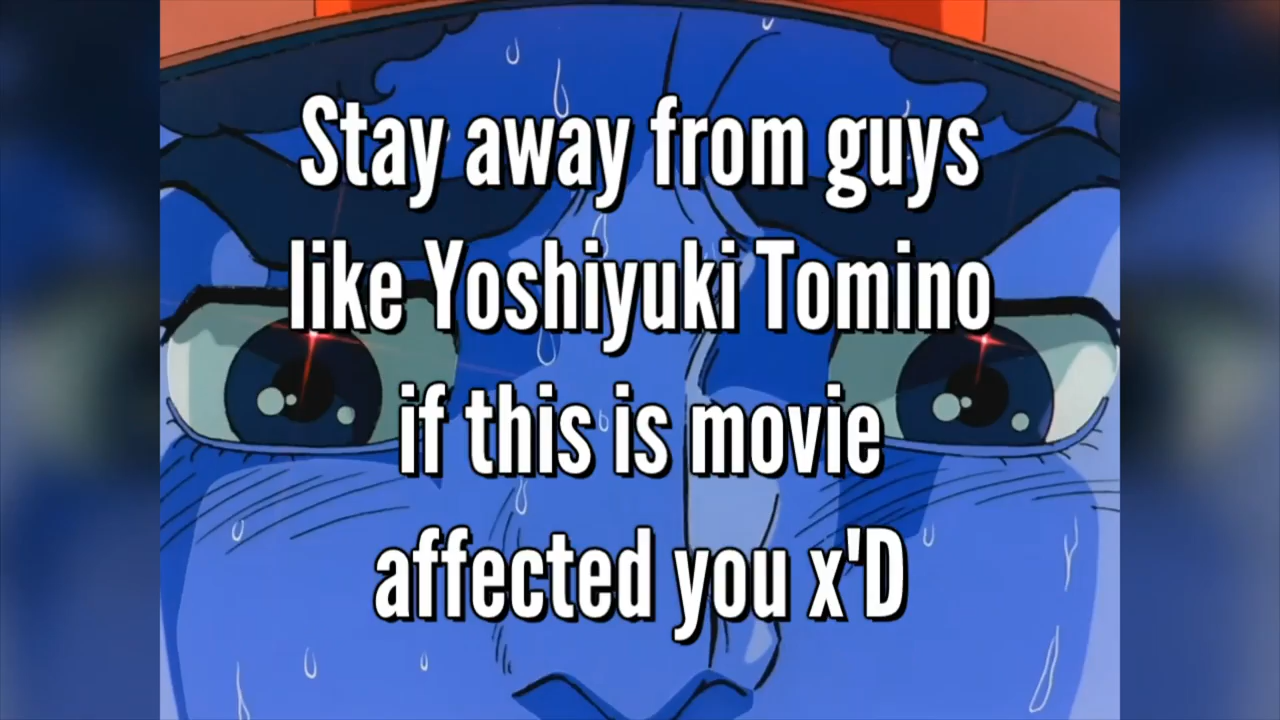 Stay away from guys
like Yoshiyuki Tomino
if this is movie
affected you x'D